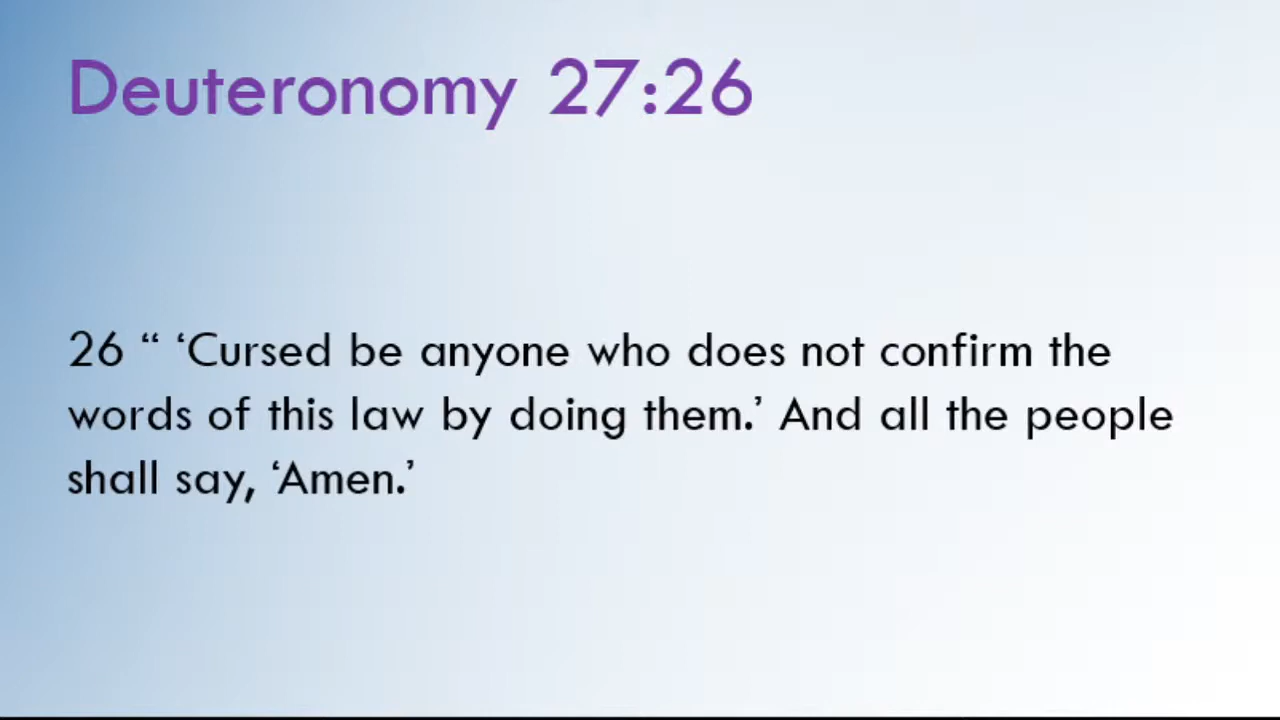 Deuteronomy 27:26
26 “ ‘Cursed be anyone who does not confirm the
words of this law by doing them.’ And all the people
shall say, ‘Amen.’